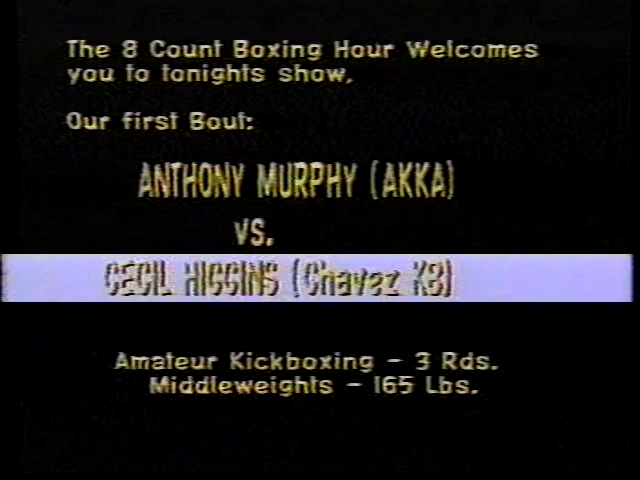 The 8 Count Boxing Hour Welcomes
you to tonights show,
Our first Bout:
ANTHONY MURPHY (AKKA)
VS.
CECIL HIGGINS (Chavez KB)
Amateur Kickboxing - 3 Rds.
Middleweights - 165 Lbs.